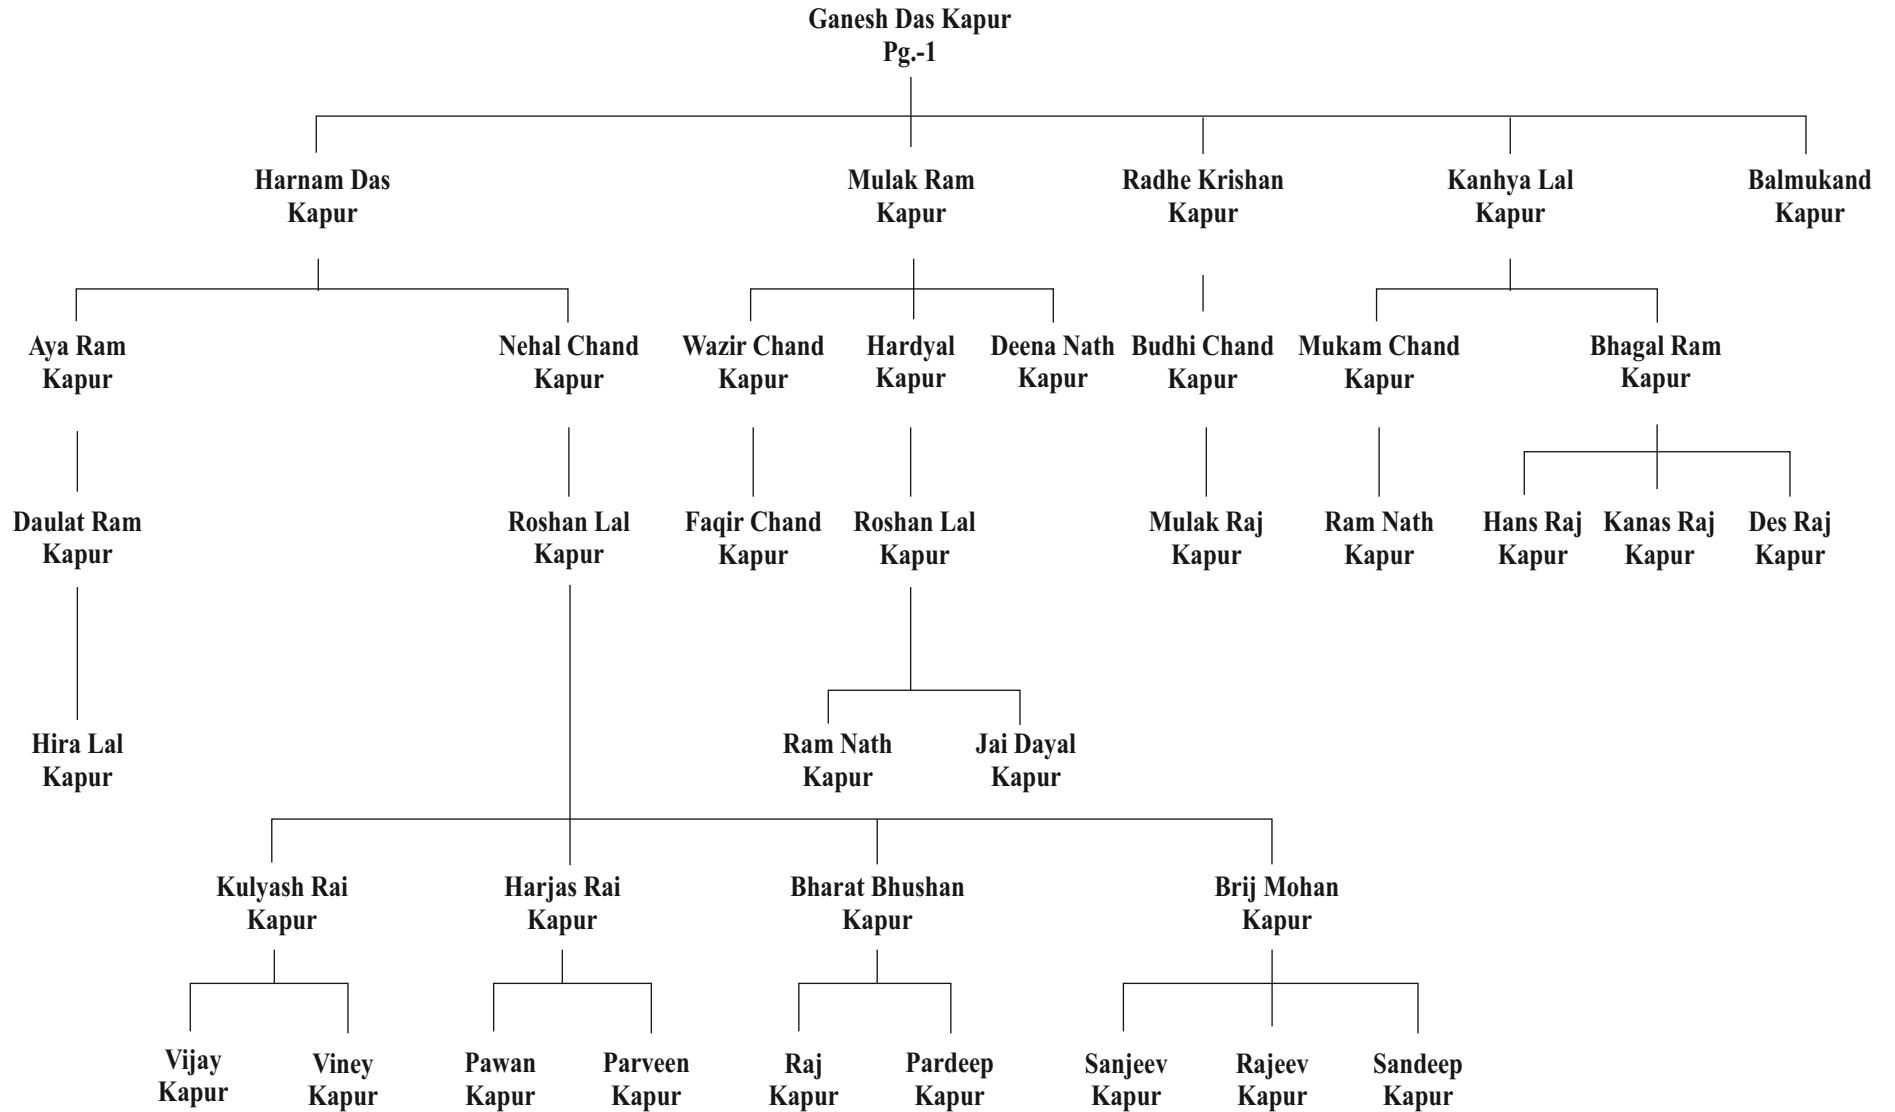 Ganesh Das Kapur
Pg.-1
Harnam Das
Kapur
Mulak Ram
Kapur
Radhe Krishan
Kapur
Kanhya Lal
Kapur
Balmukand
Kapur
Aya Ram
Kapur
Nehal Chand
Kapur
Wazir Chand
Kapur
Hardyal
Kapur
Deena Nath
Kapur
Budhi Chand
Kapur
Mukam Chand
Kapur
Bhagal Ram
Kapur
Daulat Ram
Kapur
Roshan Lal
Kapur
Faqir Chand
Kapur
Roshan Lal
Kapur
Mulak Raj
Kapur
Ram Nath
Kapur
Hans Raj
Kapur
Kanas Raj
Kapur
Des Raj
Kapur
Hira Lal
Kapur
Ram Nath
Kapur
Jai Dayal
Kapur
Kulyash Rai
Kapur
Harjas Rai
Kapur
Bharat Bhushan
Kapur
Brij Mohan
Kapur
Vijay
Kapur
Viney
Kapur
Pawan
Kapur
Parveen
Kapur
Raj
Kapur
Pardeep
Kapur
Sanjeev
Kapur
Rajeev
Kapur
Sandeep
Kapur